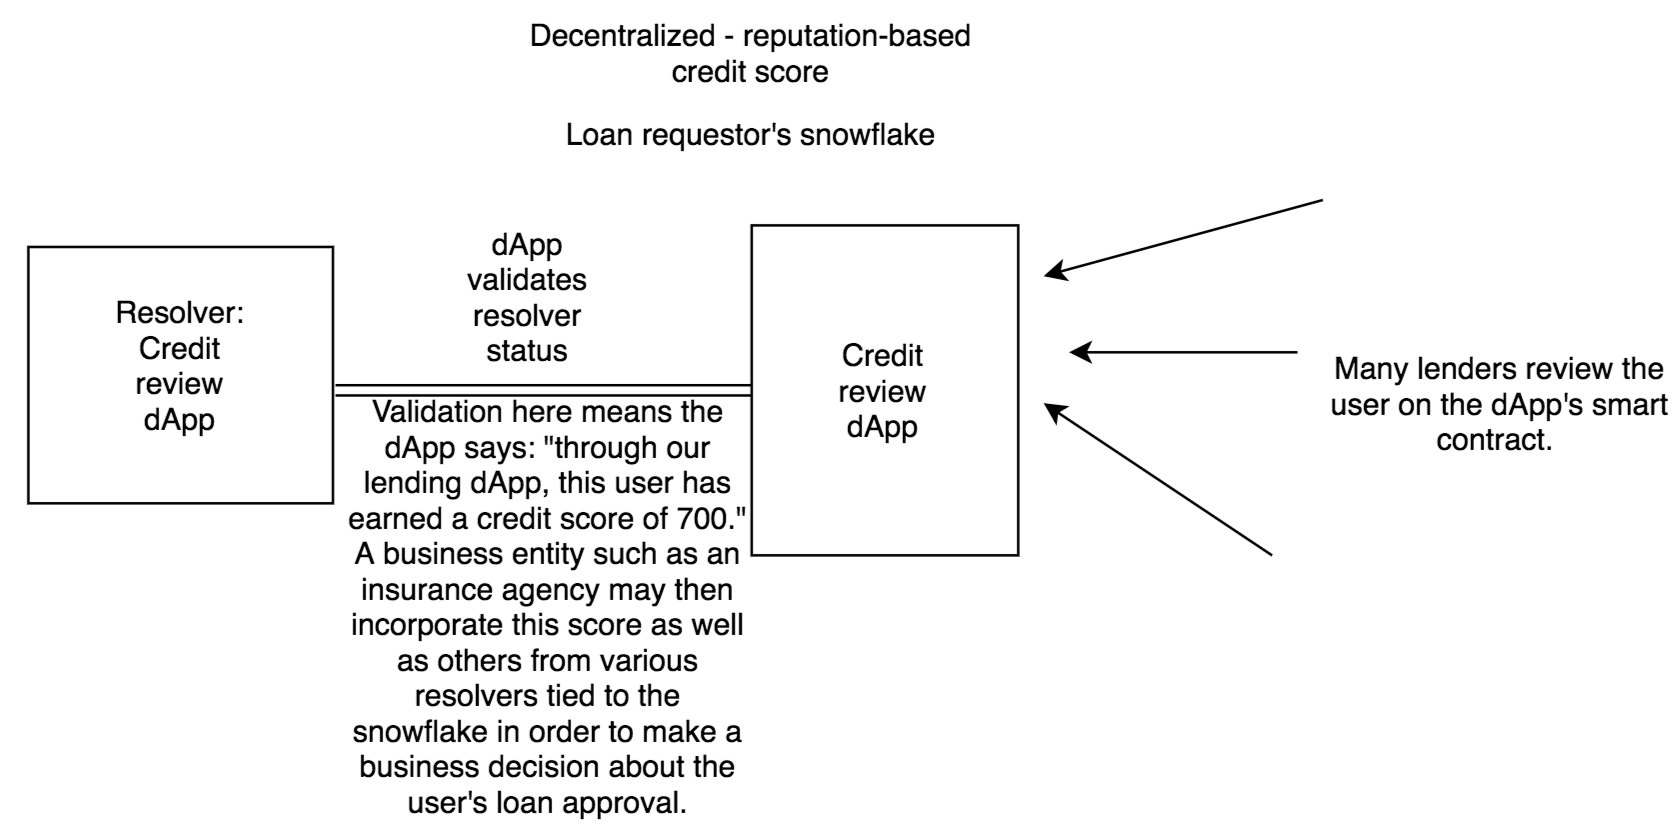 Decentralized - reputation-based
credit score
Loan requestor's snowflake
Resolver:
Credit
review
dApp
dApp
validates
resolver
status
Validation here means the
dApp says: "through our
lending dApp, this user has
earned a credit score of 700."
A business entity such as an
insurance agency may then
incorporate this score as well
as others from various
resolvers tied to the
snowflake in order to make a
business decision about the
user's loan approval.
Credit
review
dApp
Many lenders review the
user on the dApp's smart
contract.